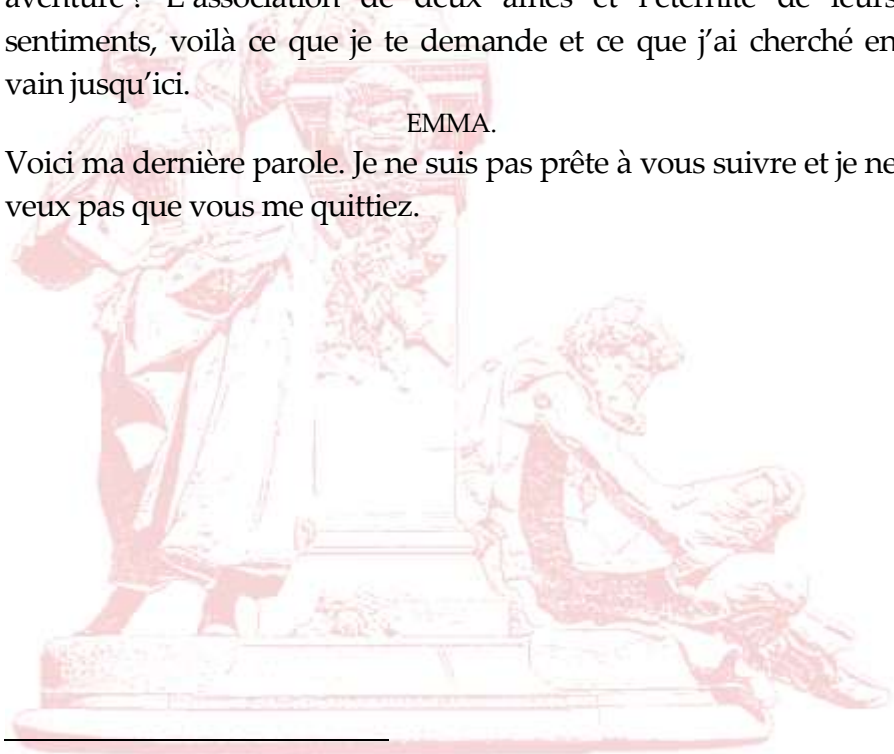 aventure ? L'association de deux âmes et l'éternité de leurs
sentiments, voilà ce que je te demande et ce que j'ai cherché en
vain jusqu'ici.
EMMA.
Voici ma dernière parole. Je ne suis pas prête à vous suivre et je ne
veux pas que vous me quittiez.